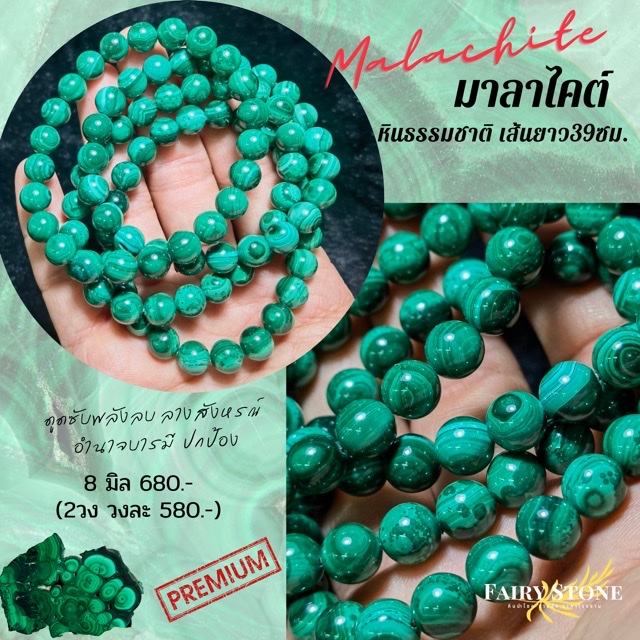 Malachite
มาลาไคต์
หินธรรมชาติ เส้นยาว39ซม.
ดูดซับพลังลบ ลางสังหรณ์
อำนาจบารมี ปกป้อง
8 มิล 680.-
(2วง วงละ 580.-)
PREMIUM
FAIRY STONE